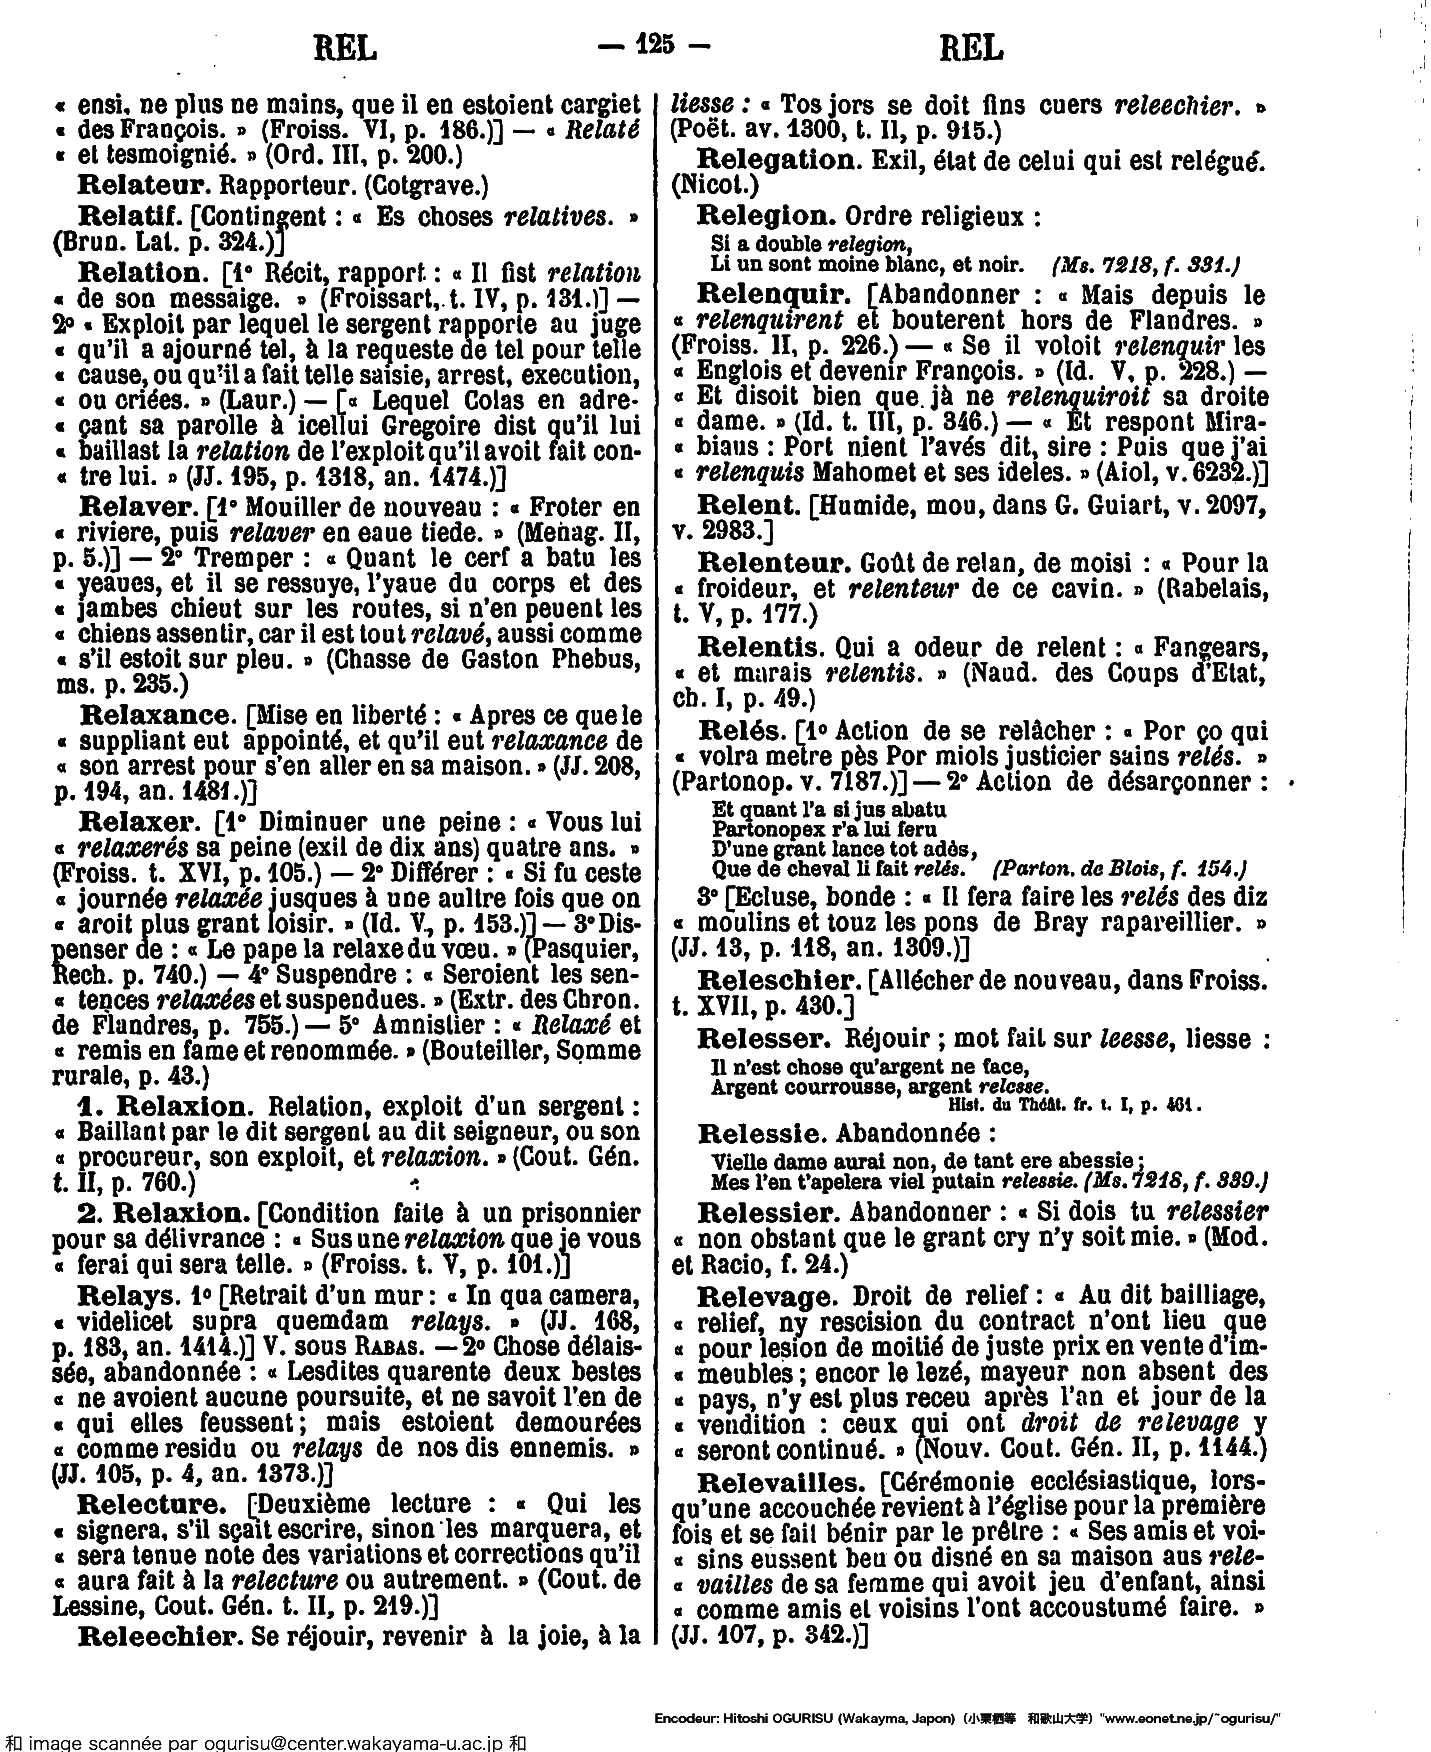 REL — 125 — REL
« ensi, ne plus ne mains, que il en estoient cargiet
« des François. » (Froiss. VI, p. 186.)] — « Relaté
« et tesmoignié. » (Ord. III, p. 200.)
Relateur. Rapporteur. (Cotgrave.)
Relatif. [Contingent : « Es choses relatives. »
(Brun. Lat. p. 324.)]
Relation. [1º Récit, rapport : « Il fist relation
« de son messaige. » (Froissart, t. IV, p. 131.)] —
2º « Exploit par lequel le sergent rapporte au juge
« qu'il a ajourné tel, à la requeste de tel pour telle
« cause, ou qu'il a fait telle saisie, arrest, execution,
« ou criées. » (Laur.) — [« Lequel Colas en adre-
« çant sa parolle à icellui Gregoire dist qu'il lui
« baillast la relation de l'exploit qu'il avoit fait con-
« tre lui. » (JJ. 195, p. 1318, an. 1474.)]
Relaver. [1º Mouiller de nouveau : « Froter en
« riviere, puis relaver en eaue tiede. » (Menag. II,
p. 5.)] — 2º Tremper : « Quant le cerf a batu les
« yeaues, et il se ressuye, l'yaue du corps et des
« jambes chieut sur les routes, si n'en peuent les
« chiens assentir, car il est tout relavé, aussi comme
« s'il estoit sur pleu. » (Chasse de Gaston Phebus,
ms. p. 235.)
Relaxance. [Mise en liberté : « Apres ce que le
« suppliant eut appointé, et qu'il eut relaxance de
« son arrest pour s'en aller en sa maison. » (JJ. 208,
p. 194, an. 1481.)]
Relaxer. [1º Diminuer une peine : « Vous lui
« relaxerés sa peine (exil de dix ans) quatre ans. »
(Froiss. t. XVI, p. 105.) — 2º Différer : « Si fu ceste
« journée relaxée jusques à une aultre fois que on
« aroit plus grant loisir. » (Id. V, p. 153.)] — 3º Dis-
penser de : « Le pape la relaxe du vœu. » (Pasquier,
Rech. p. 740.) — 4º Suspendre : « Seroient les sen-
« tences relaxées et suspendues. » (Extr. des Chron.
de Flandres, p. 755.) — 5º Amnistier : « Relaxé et
« remis en fame et renommée. » (Bouteiller, Somme
rurale, p. 43.)
1. Relaxion. Relation, exploit d'un sergent :
« Baillant par le dit sergent au dit seigneur, ou son
« procureur, son exploit, et relaxion. » (Cout. Gén.
t. II, p. 760.)
2. Relaxion. [Condition faite à un prisonnier
pour sa délivrance : « Sus une relaxion que je vous
« ferai qui sera telle. » (Froiss. t. V, p. 101.)]
Relays. 1º [Retrait d'un mur : « In qua camera,
« videlicet supra quemdam relays. » (JJ. 168,
p. 183, an. 1414.)] V. sous RABAS. — 2º Chose délais-
sée, abandonnée : « Lesdites quarente deux bestes
« ne avoient aucune poursuite, et ne savoit l'en de
« qui elles feussent ; mais estoient demourées
« comme residu ou relays de nos dis ennemis. »
(JJ. 105, p. 4, an. 1373.)]
Relecture. [Deuxième lecture : « Qui les
« signera, s'il sçait escrire, sinon les marquera, et
« sera tenue note des variations et corrections qu'il
« aura fait à la relecture ou autrement. » (Cout. de
Lessine, Cout. Gén. t. II, p. 219.)]
Releechier. Se réjouir, revenir à la joie, à la
liesse : « Tos jors se doit fins cuers releechier. »
(Poët. av. 1300, t. II, p. 915.)
Relegation. Exil, état de celui qui est relégué.
(Nicot.)
Relegion. Ordre religieux :
Si a double relegion,
Li un sont moine blanc, et noir. (Ms. 7218, f. 331.)
Relenquir. [Abandonner : « Mais depuis le
« relenquirent et bouterent hors de Flandres. »
(Froiss. II, p. 226.) — « Se il voloit relenquir les
« Englois et devenir François. » (Id. V, p. 228.) —
« Et disoit bien que jà ne relenquiroit sa droite
« dame. » (Id. t. III, p. 346.) — « Et respont Mira-
« biaus : Port nient l'avés dit, sire : Puis que j'ai
« relenquis Mahomet et ses ideles. » (Aiol, v. 6232.)]
Relent. [Humide, mou, dans G. Guiart, v. 2097,
v. 2983.]
Relenteur. Goût de relan, de moisi : « Pour la
« froideur, et relenteur de ce cavin. » (Rabelais,
t. V, p. 177.)
Relentis. Qui a odeur de relent : « Fangears,
« et marais relentis. » (Naud. des Coups d'Etat,
ch. I, p. 49.)
Relés. [1º Action de se relâcher : « Por ço qui
« volra metre pès Por miols justicier sains relés. »
(Partonop. v. 7187.)] — 2º Action de désarçonner :
Et quant l'a si jus abatu
Partonopex r'a lui feru
D'une grant lance tot adès,
Que de cheval li fait relés. (Parton. de Blois, f. 154.)
3º [Ecluse, bonde : « Il fera faire les relés des diz
« moulins et touz les pons de Bray rapareillier. »
(JJ. 13, p. 118, an. 1309.)]
Releschier. [Allécher de nouveau, dans Froiss.
t. XVII, p. 430.]
Relesser. Réjouir ; mot fait sur leesse, liesse :
Il n'est chose qu'argent ne face,
Argent courrousse, argent relesse.
Hist. du Théât. fr. t. I, p. 461.
Relessie. Abandonnée :
Vielle dame aurai non, de tant ere abessie ;
Mes l'en t'apelera viel putain relessie. (Ms. 7218, f. 339.)
Relessier. Abandonner : « Si dois tu relessier
« non obstant que le grant cry n'y soit mie. » (Mod.
et Racio, f. 24.)
Relevage. Droit de relief : « Au dit bailliage,
« relief, ny rescision du contract n'ont lieu que
« pour lesion de moitié de juste prix en vente d'im-
« meubles ; encor le lezé, mayeur non absent des
« pays, n'y est plus receu après l'an et jour de la
« vendition : ceux qui ont droit de relevage y
« seront continué. » (Nouv. Cout. Gén. II, p. 1144.)
Relevailles. [Cérémonie ecclésiastique, lors-
qu'une accouchée revient à l'église pour la première
fois et se fait bénir par le prêtre : « Ses amis et voi-
« sins eussent beu ou disné en sa maison aus rele-
« vailles de sa femme qui avoit jeu d'enfant, ainsi
« comme amis et voisins l'ont accoustumé faire. »
(JJ. 107, p. 342.)]
Encodeur: Hitoshi OGURISU (Wakayma, Japon) (小栗栖等 和歌山大学) "www.eonet.ne.jp/~ogurisu/"
和 image scannée par ogurisu@center.wakayama-u.ac.jp 和